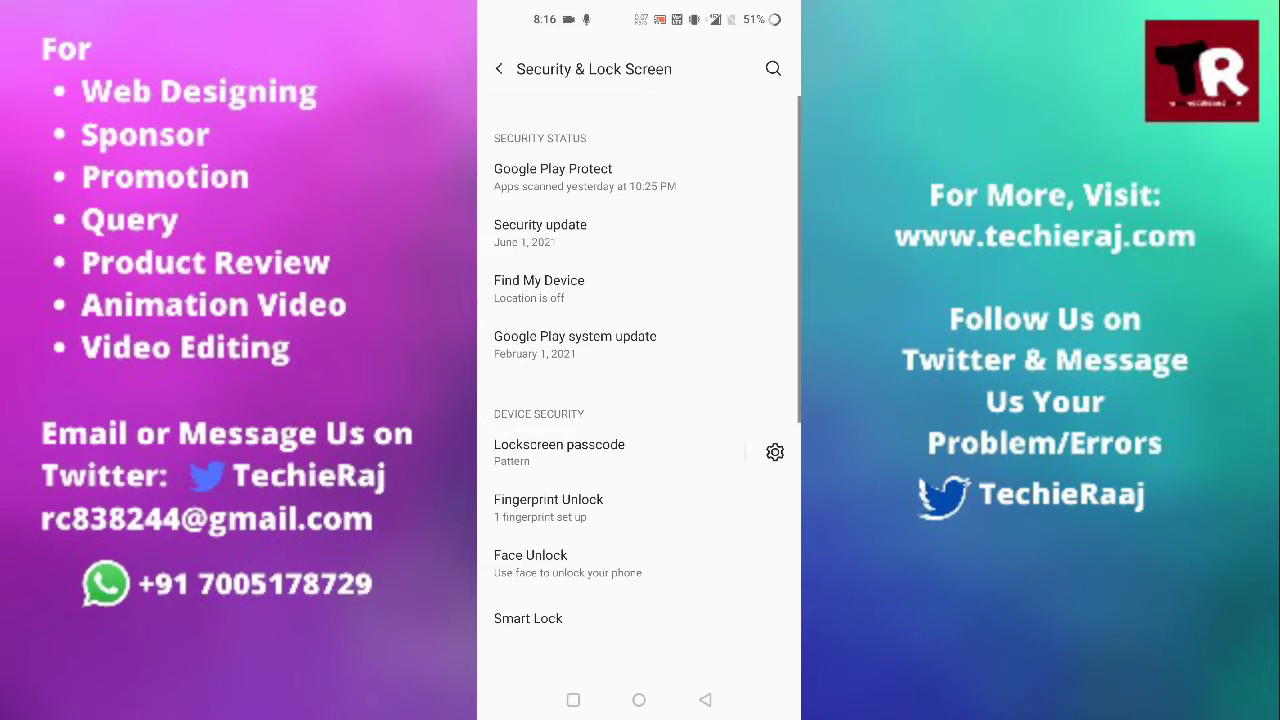 For
• Web Designing
• Sponsor
• Promotion
• Query
• Product Review
• Animation Video
• Video Editing
Email or Message Us on
Twitter: TechieRaj
rc838244@gmail.com
+91 7005178729
8:16
51%
Security & Lock Screen
SECURITY STATUS
Google Play Protect
Apps scanned yesterday at 10:25 PM
Security update
June 1, 2021
Find My Device
Location is off
Google Play system update
February 1, 2021
DEVICE SECURITY
Lockscreen passcode
Pattern
Fingerprint Unlock
1 fingerprint set up
Face Unlock
Use face to unlock your phone
Smart Lock
TR
For More, Visit:
www.techieraj.com
Follow Us on
Twitter & Message
Us Your
Problem/Errors
TechieRaaj